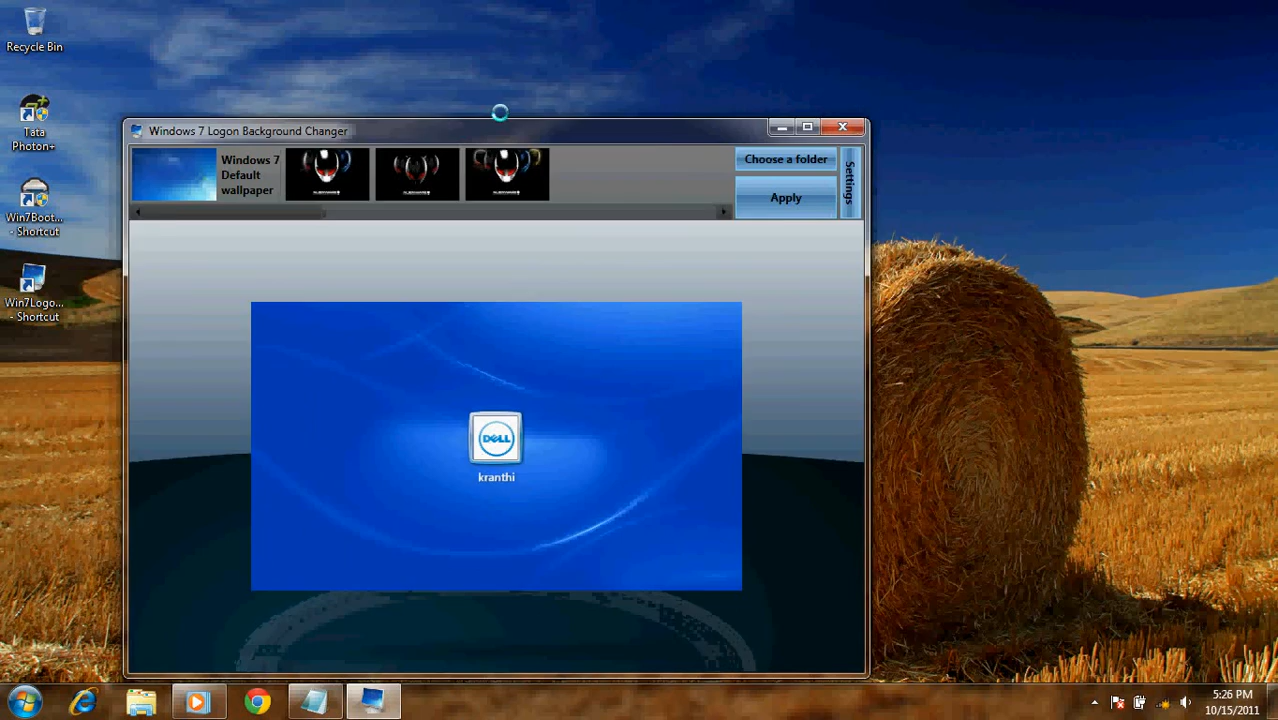 Recycle Bin
Tata
Photon+
Win7Boot...
- Shortcut
Win7Logo...
- Shortcut
Windows 7 Logon Background Changer
Windows 7
Default
wallpaper
Choose a folder
Apply
Settings
DELL
kranthi
5:26 PM
10/15/2011